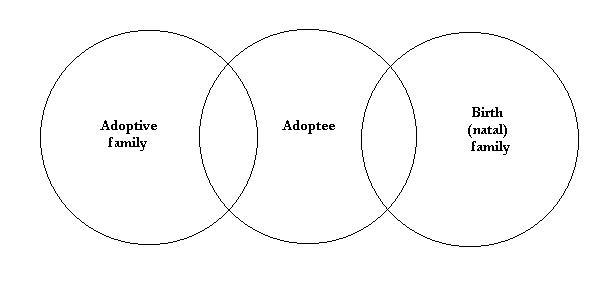 Adoptive
family
Adoptee
Birth
(natal)
family